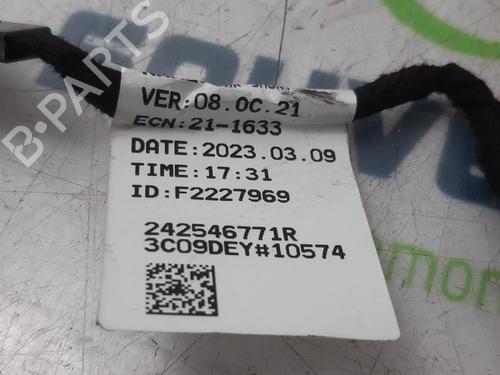 VER:08.0C.21
ECN:21-1633
DATE:2023.03.09
TIME:17:31
ID:F2227969
242546771R
3C09DEY#10574
B-PARTS